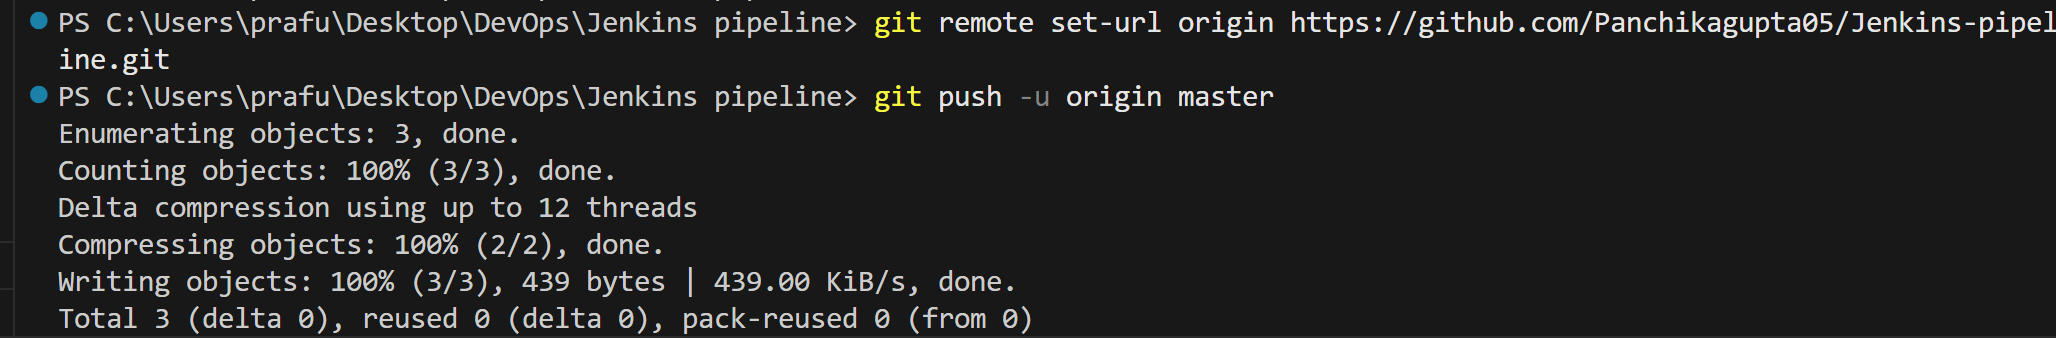 PS C:\Users\prafu\Desktop\DevOps\Jenkins pipeline> git remote set-url origin https://github.com/Panchikagupta05/Jenkins-pipel
ine.git
PS C:\Users\prafu\Desktop\DevOps\Jenkins pipeline> git push -u origin master
Enumerating objects: 3, done.
Counting objects: 100% (3/3), done.
Delta compression using up to 12 threads
Compressing objects: 100% (2/2), done.
Writing objects: 100% (3/3), 439 bytes | 439.00 KiB/s, done.
Total 3 (delta 0), reused 0 (delta 0), pack-reused 0 (from 0)